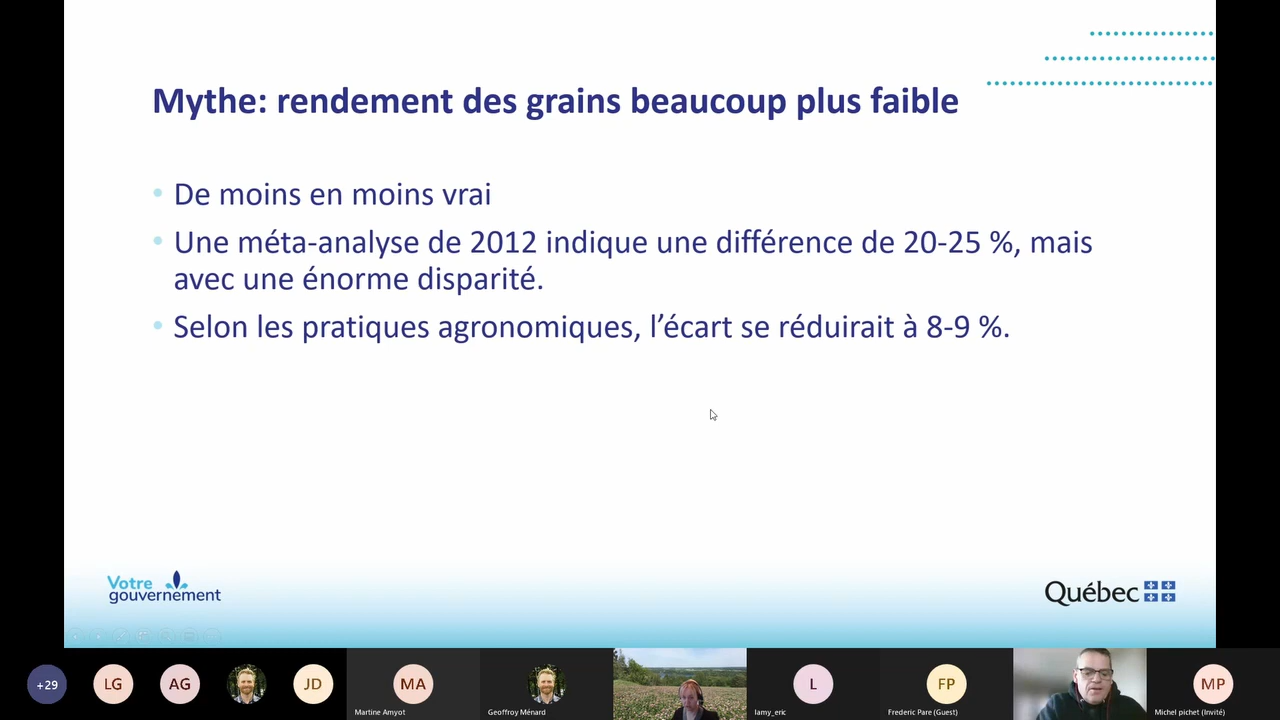 Mythe: rendement des grains beaucoup plus faible
• De moins en moins vrai
• Une méta-analyse de 2012 indique une différence de 20-25 %, mais
avec une énorme disparité.
• Selon les pratiques agronomiques, l’écart se réduirait à 8-9 %.
Votre
gouvernement
Québec
+29
LG
AG
JD
MA
L
FP
MP
Martine Amyot
Geoffroy Ménard
lamy_eric
Frederic Pare (Guest)
Michel pichet (Invité)